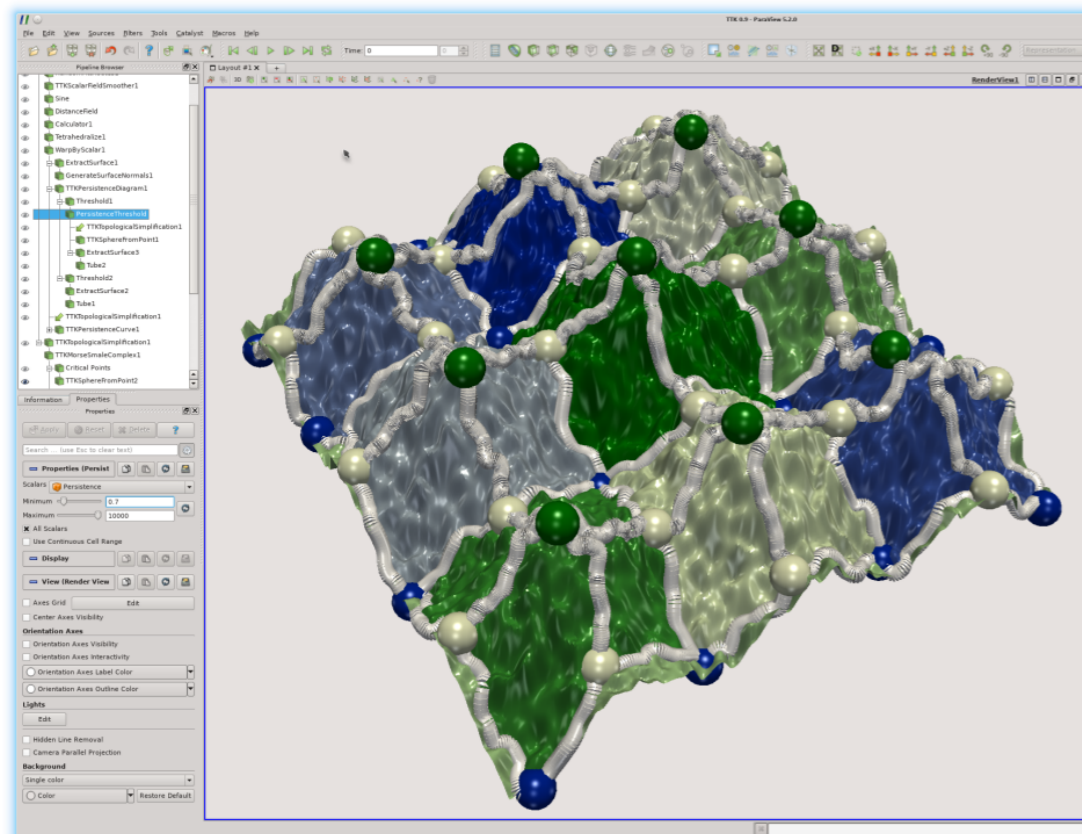 TTK-0.9 - ParaView 5.2.0
File Edit View Sources Filters Tools Catalyst Macros Help
Time: 0
Representation
Pipeline Browser
Layout #1
3D
RenderView1
TTKScalarFieldSmoother1
Sine
DistanceField
Calculator1
Tetrahedralize1
WarpByScalar1
ExtractSurface1
GenerateSurfaceNormals1
TTKPersistenceDiagram1
Threshold1
PersistenceThreshold
TTKTopologicalSimplification1
TTKSphereFromPoint1
ExtractSurface3
Tube2
Threshold2
ExtractSurface2
Tube1
TTKTopologicalSimplification1
TTKPersistenceCurve1
TTKTopologicalSimplification1
TTKMorseSmaleComplex1
Critical Points
TTKSphereFromPoint2
Information Properties
Properties
Apply Reset Delete ?
Search ... (use Esc to clear text)
Properties (Persist
Scalars Persistence
Minimum 0.7
Maximum 10000
All Scalars
Use Continuous Cell Range
Display
View (Render View
Axes Grid Edit
Center Axes Visibility
Orientation Axes
Orientation Axes Visibility
Orientation Axes Interactivity
Orientation Axes Label Color
Orientation Axes Outline Color
Lights
Edit
Hidden Line Removal
Camera Parallel Projection
Background
Single color
Color Restore Default